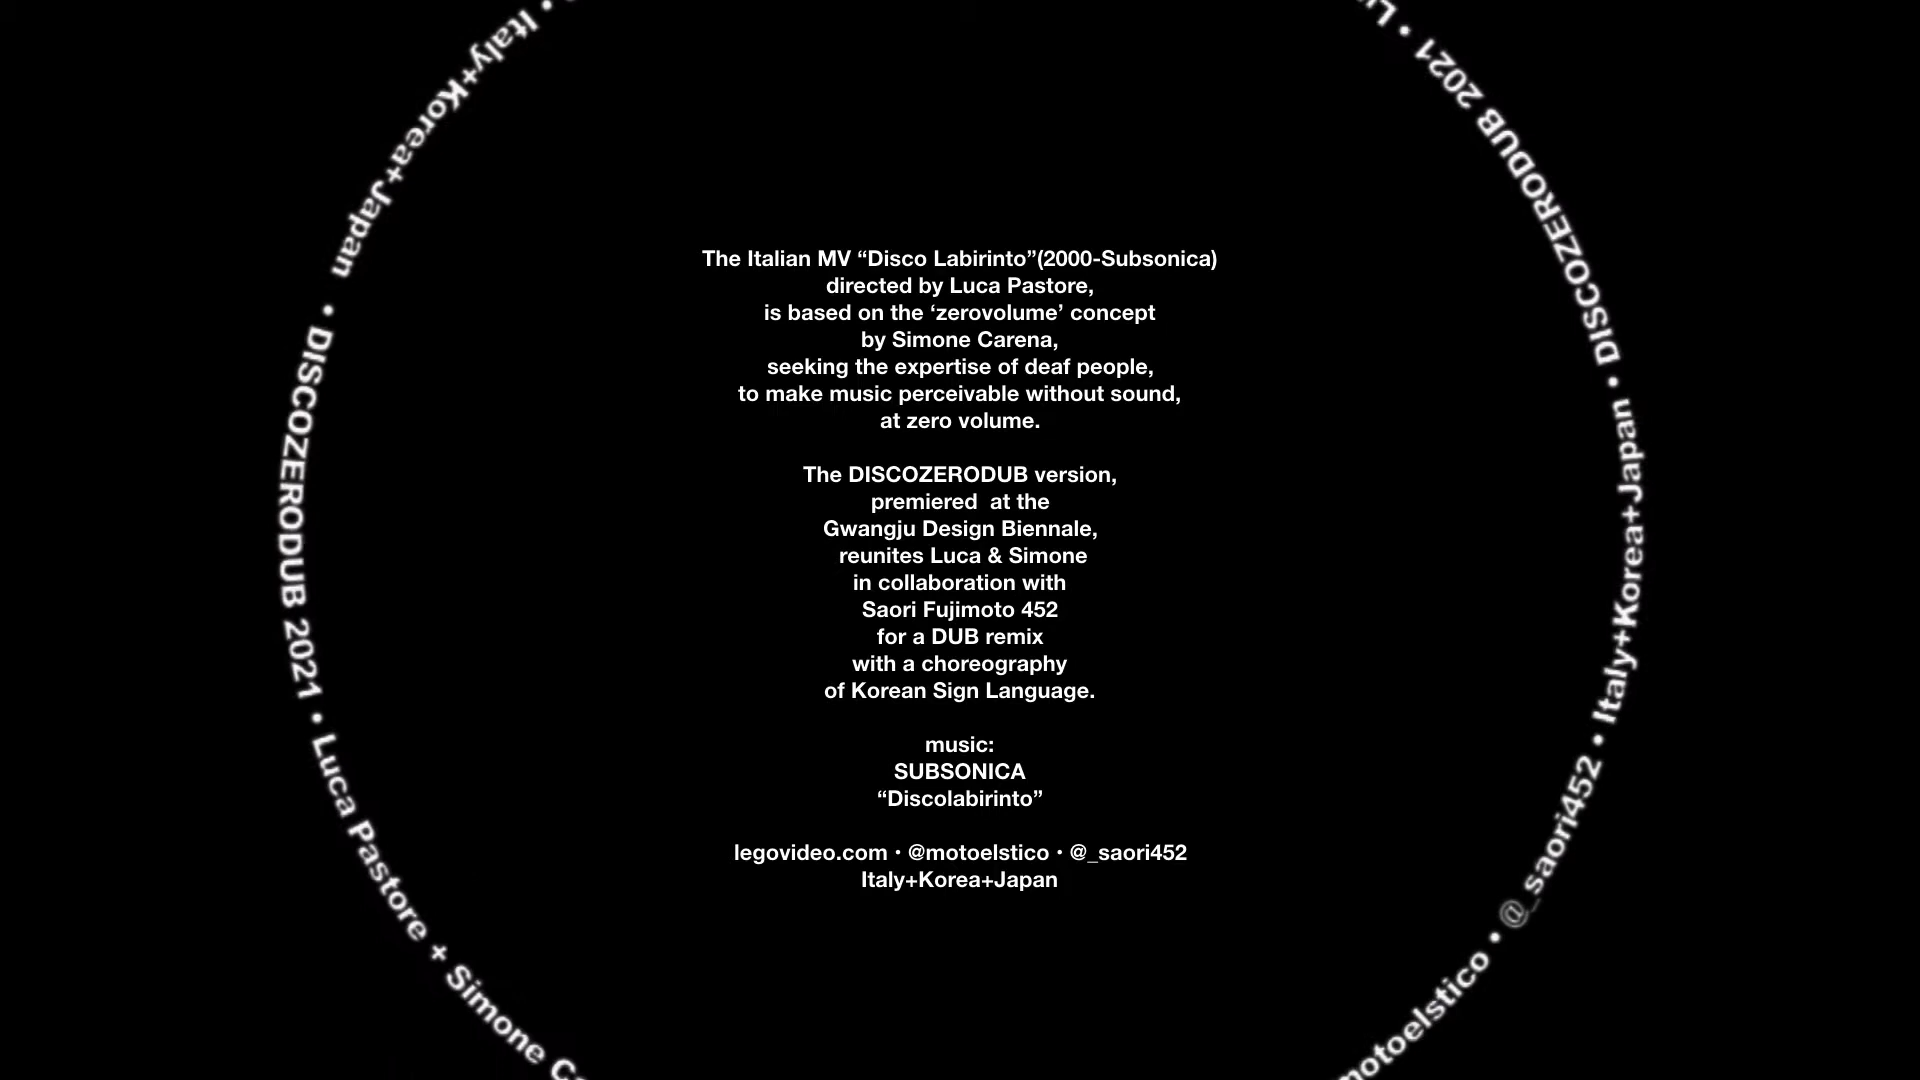 The Italian MV “Disco Labirinto”(2000-Subsonica)
directed by Luca Pastore,
is based on the ‘zerovolume’ concept
by Simone Carena,
seeking the expertise of deaf people,
to make music perceivable without sound,
at zero volume.
The DISCOZERODUB version,
premiered  at the
Gwangju Design Biennale,
reunites Luca & Simone
in collaboration with
Saori Fujimoto 452
for a DUB remix
with a choreography
of Korean Sign Language.
music:
SUBSONICA
“Discolabirinto”
legovideo.com • @motoelstico • @_saori452
Italy+Korea+Japan
• Italy+Korea+Japan • DISCOZERODUB 2021 • Luca Pastore + Simone
• @_saori452 • Italy+Korea+Japan • DISCOZERODUB 2021 •